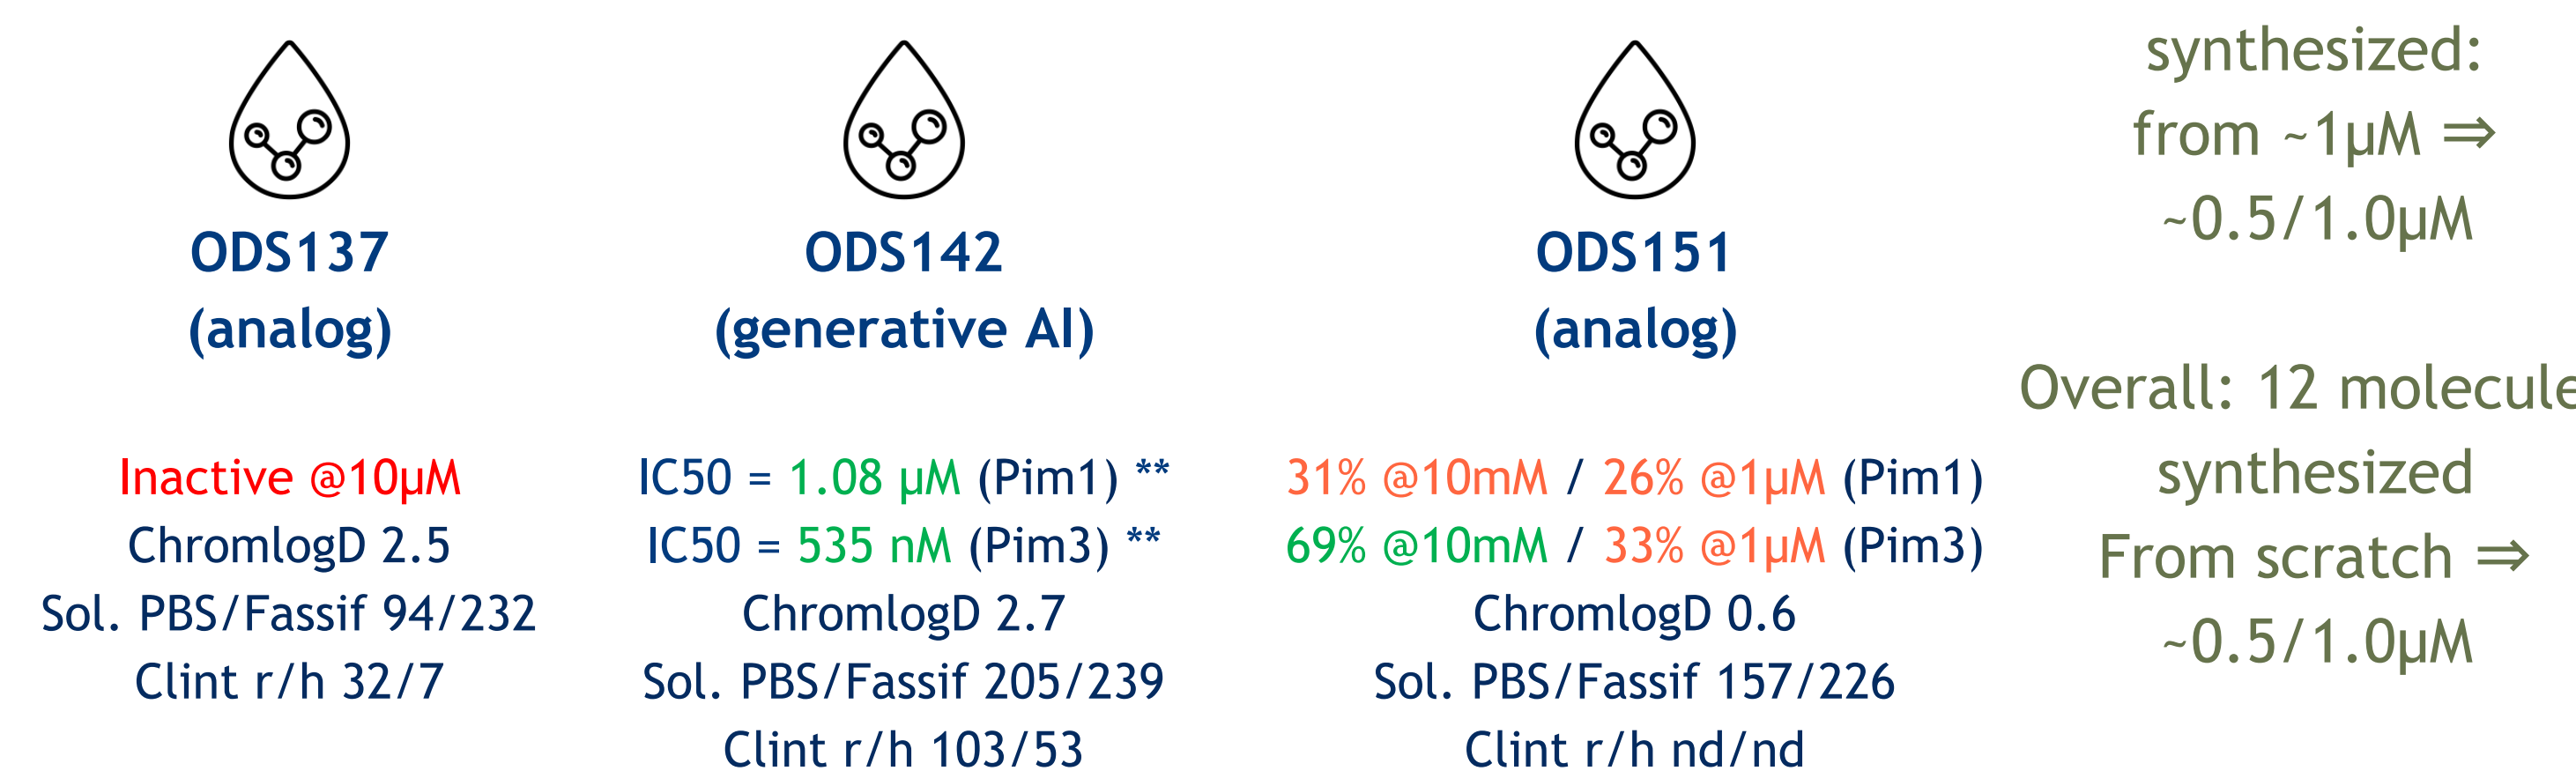 ODS137
(analog)
Inactive @10µM
ChromlogD 2.5
Sol. PBS/Fassif 94/232
Clint r/h 32/7
ODS142
(generative AI)
IC50 = 1.08 µM (Pim1) **
IC50 = 535 nM (Pim3) **
ChromlogD 2.7
Sol. PBS/Fassif 205/239
Clint r/h 103/53
ODS151
(analog)
31% @10mM / 26% @1µM (Pim1)
69% @10mM / 33% @1µM (Pim3)
ChromlogD 0.6
Sol. PBS/Fassif 157/226
Clint r/h nd/nd
synthesized:
from ~1µM ⇒
~0.5/1.0µM
Overall: 12 molecule
synthesized
From scratch ⇒
~0.5/1.0µM